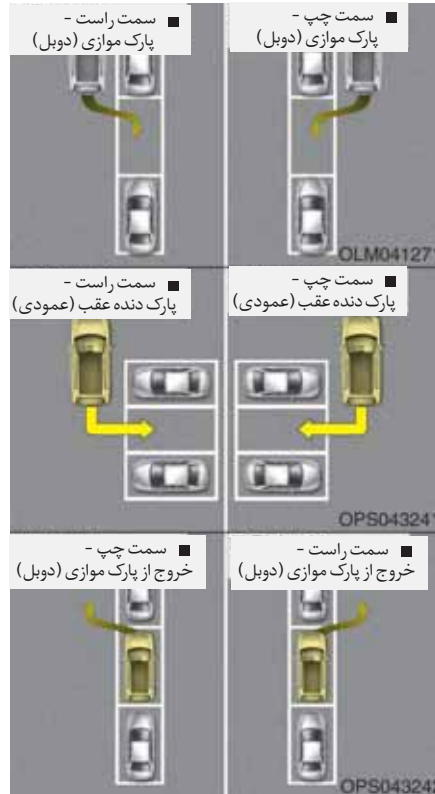 ■ سمت راست -
پارک موازی (دوبل)
■ سمت چپ -
پارک موازی (دوبل)
OLM041271
■ سمت راست -
پارک دنده عقب (عمودی)
■ سمت چپ -
پارک دنده عقب (عمودی)
OPS043241
■ سمت چپ -
خروج از پارک موازی (دوبل)
■ سمت راست -
خروج از پارک موازی (دوبل)
OPS043242